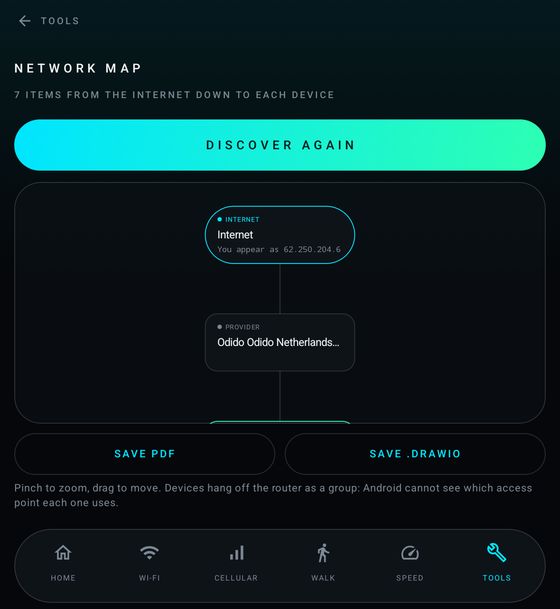 TOOLS
NETWORK MAP
7 ITEMS FROM THE INTERNET DOWN TO EACH DEVICE
DISCOVER AGAIN
INTERNET
Internet
You appear as 62.250.204.6
PROVIDER
Odido Odido Netherlands...
SAVE PDF
SAVE .DRAWIO
Pinch to zoom, drag to move. Devices hang off the router as a group: Android cannot see which access
point each one uses.
HOME
WI-FI
CELLULAR
WALK
SPEED
TOOLS